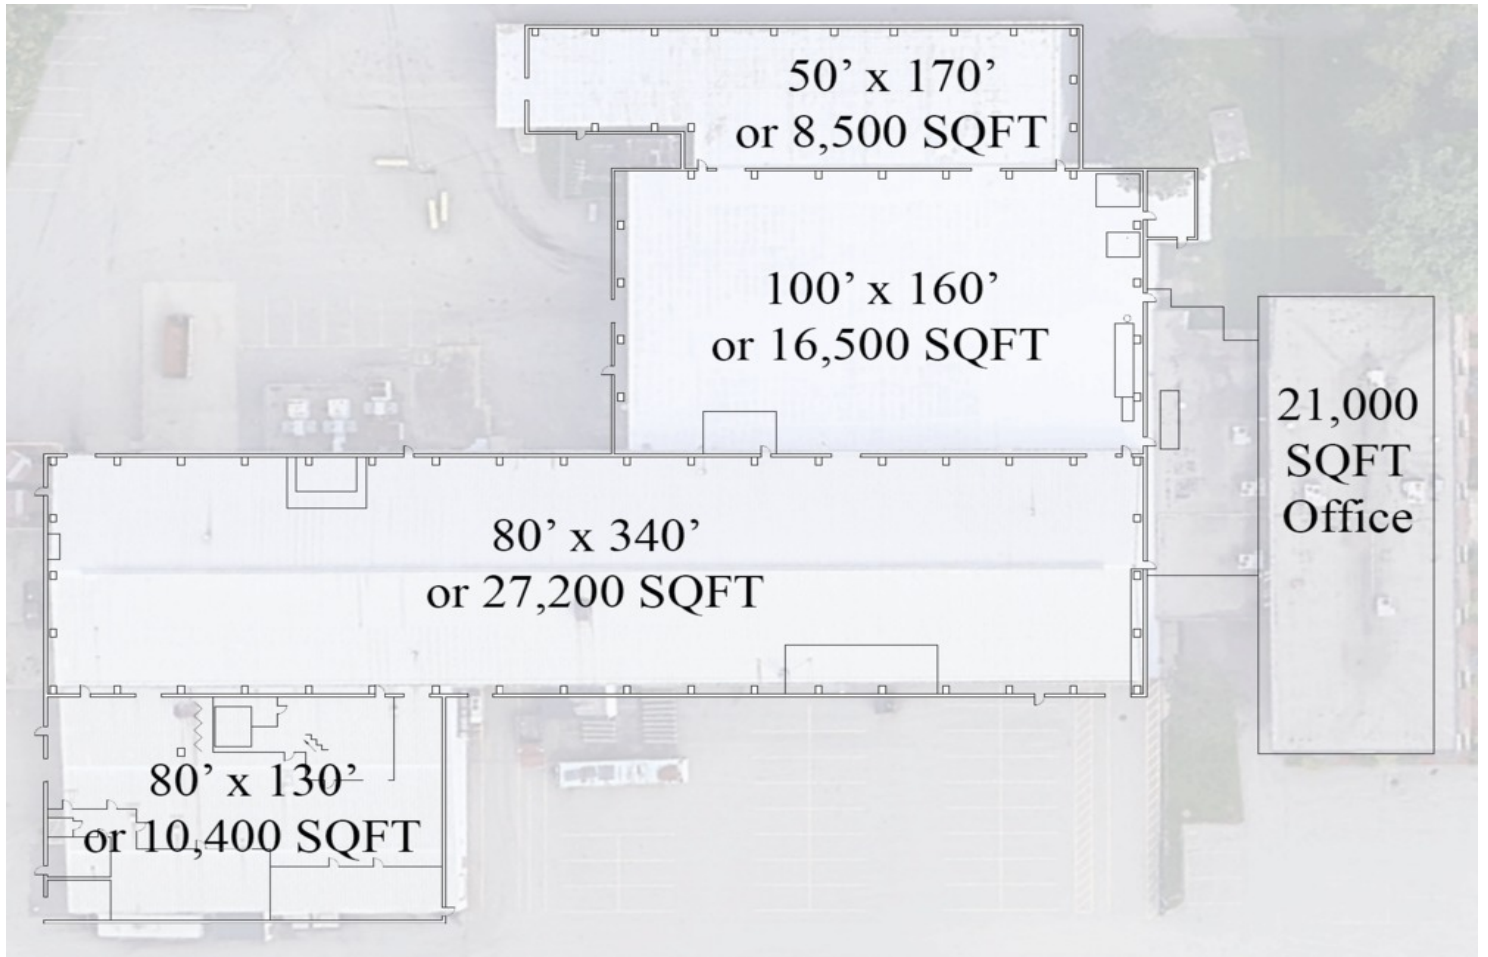 50’ x 170’
or 8,500 SQFT
100’ x 160’
or 16,500 SQFT
21,000
SQFT
Office
80’ x 340’
or 27,200 SQFT
80’ x 130’
or 10,400 SQFT